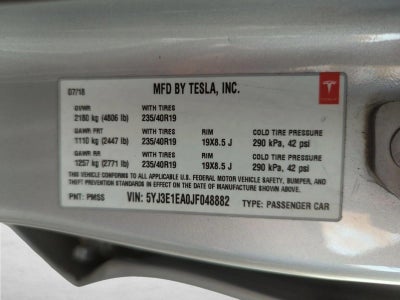 07/18 MFD BY TESLA, INC.
GVWR WITH TIRES
2180 kg (4806 lb) 235/40R19
GAWR FRT WITH TIRES RIM COLD TIRE PRESSURE
1110 kg (2447 lb) 235/40R19 19X8.5 J 290 kPa, 42 psi
GAWR RR WITH TIRES RIM COLD TIRE PRESSURE
1257 kg (2771 lb) 235/40R19 19X8.5 J 290 kPa, 42 psi
THIS VEHICLE CONFORMS TO ALL APPLICABLE U.S. FEDERAL MOTOR VEHICLE SAFETY, BUMPER, AND
THEFT PREVENTION STANDARDS IN EFFECT ON THE DATE OF MANUFACTURE SHOWN ABOVE.
PNT: PMSS VIN: 5YJ3E1EA0JF048882 TYPE: PASSENGER CAR